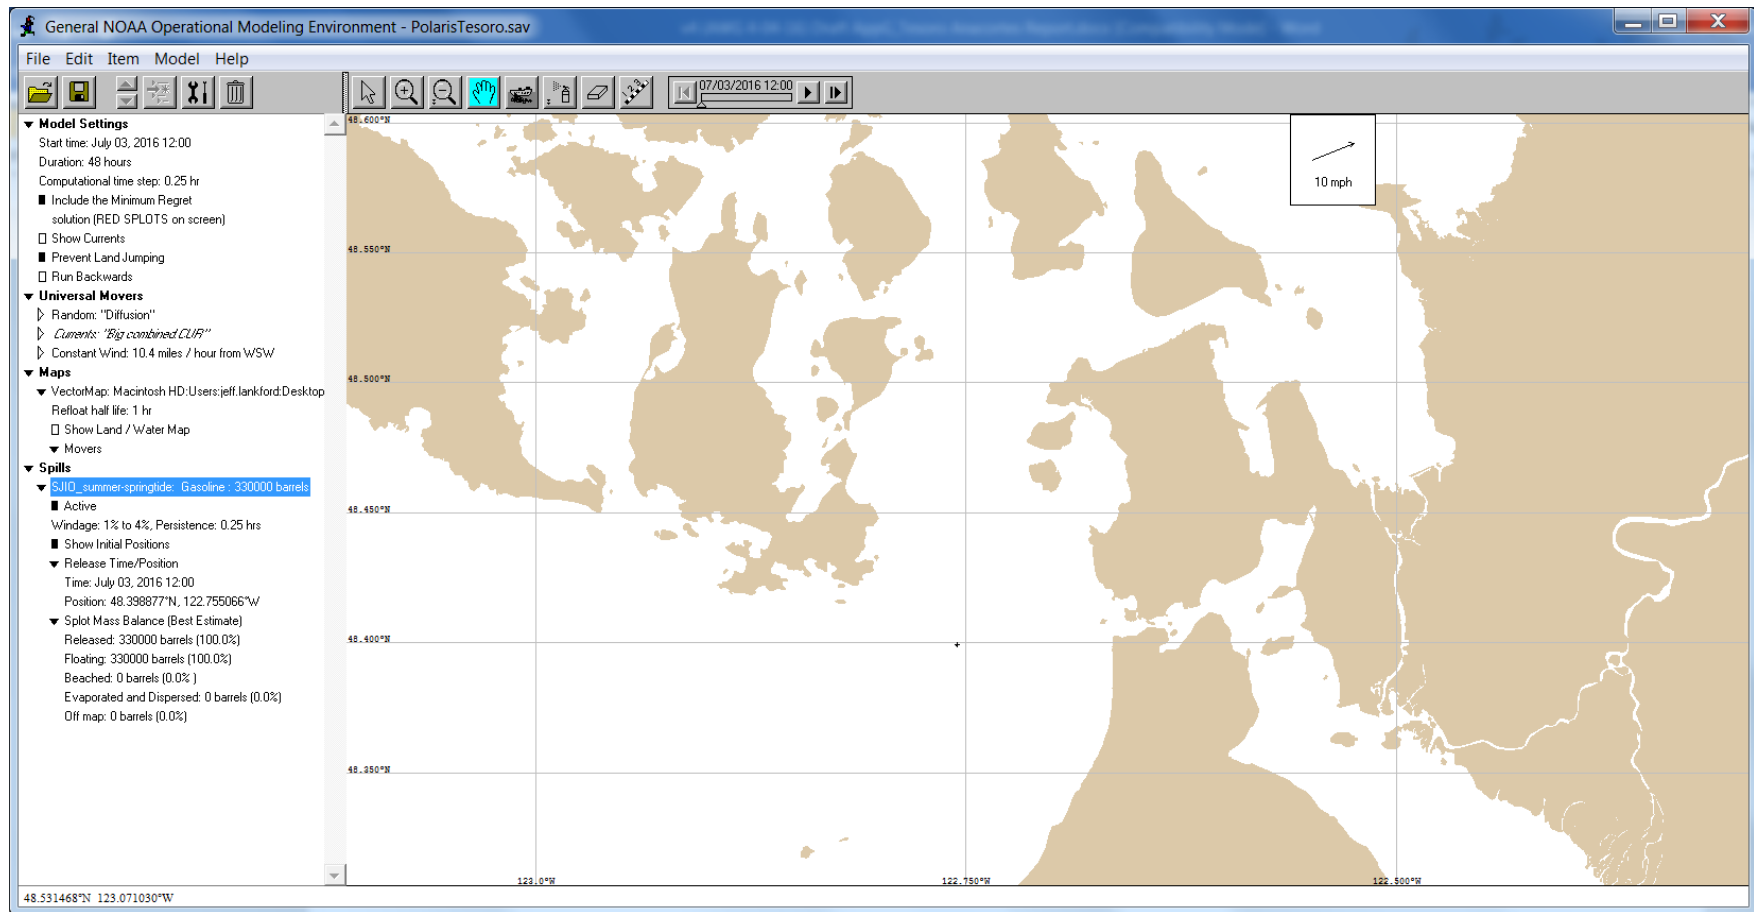 General NOAA Operational Modeling Environment - PolarisTesoro.sav
File Edit Item Model Help
07/03/2016 12:00
Model Settings
Start time: July 03, 2016 12:00
Duration: 48 hours
Computational time step: 0.25 hr
Include the Minimum Regret
solution (RED SPLOTS on screen)
Show Currents
Prevent Land Jumping
Run Backwards
Universal Movers
Random: "Diffusion"
Currents: "Big combined.CUR"
Constant Wind: 10.4 miles / hour from WSW
Maps
VectorMap: Macintosh HD:Users:jeff.lankford:Desktop
Refloat half life: 1 hr
Show Land / Water Map
Movers
Spills
SJIO_summer-springtide: Gasoline : 330000 barrels
Active
Windage: 1% to 4%, Persistence: 0.25 hrs
Show Initial Positions
Release Time/Position
Time: July 03, 2016 12:00
Position: 48.398877°N, 122.755066°W
Splot Mass Balance (Best Estimate)
Released: 330000 barrels (100.0%)
Floating: 330000 barrels (100.0%)
Beached: 0 barrels (0.0% )
Evaporated and Dispersed: 0 barrels (0.0%)
Off map: 0 barrels (0.0%)
48.600°N
10 mph
48.550°N
48.500°N
48.450°N
48.400°N
48.350°N
123.0°W
122.750°W
122.500°W
48.531468°N 123.071030°W